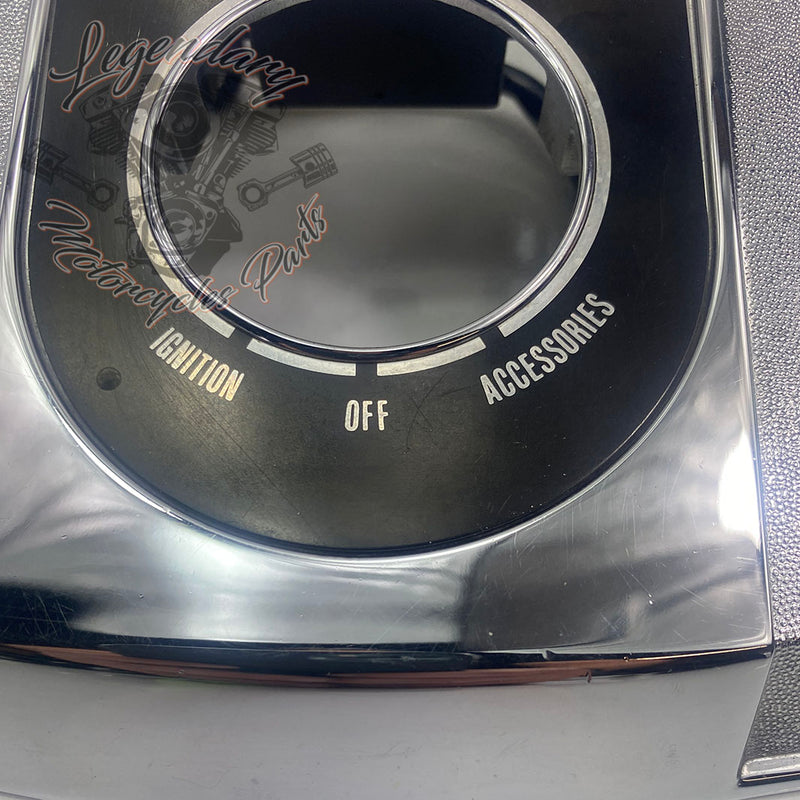 Legendary
Motorcycles Parts
IGNITION
OFF
ACCESSORIES